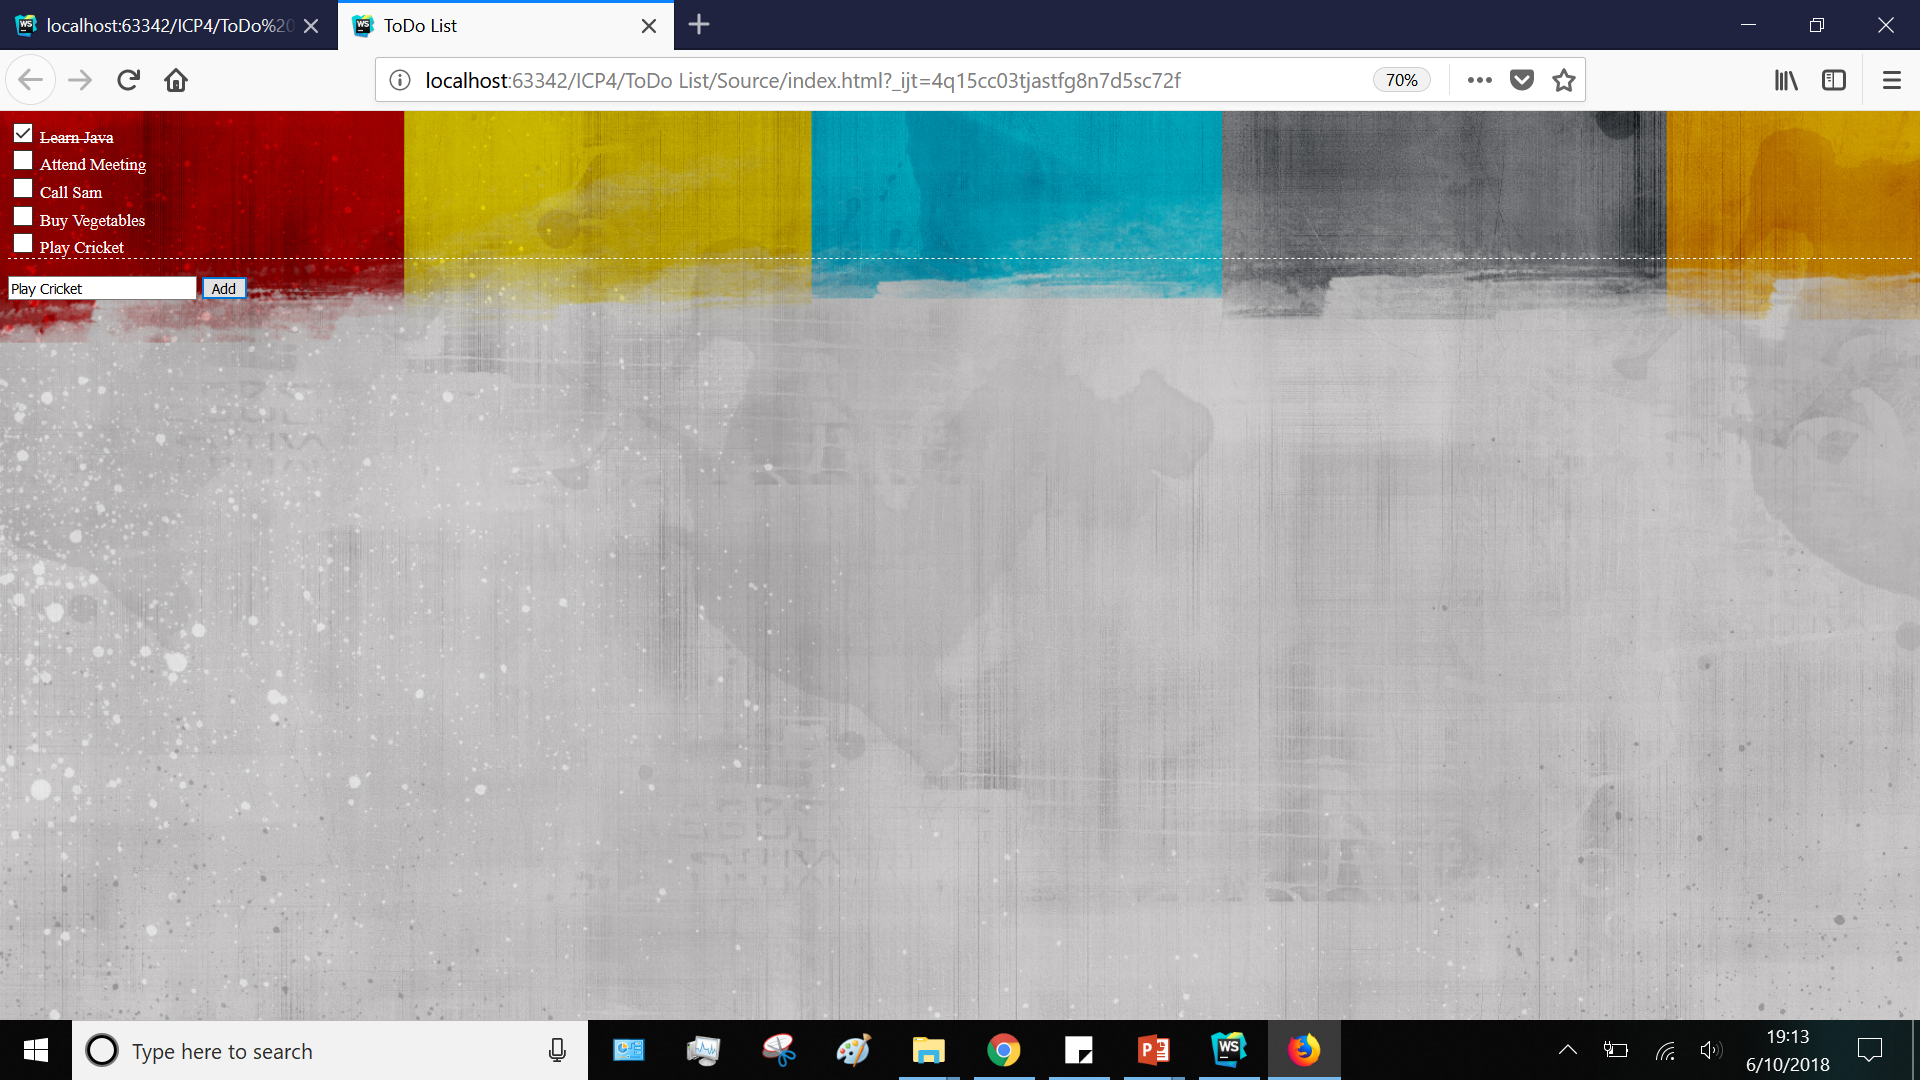 localhost:63342/ICP4/ToDo%20
ToDo List
localhost:63342/ICP4/ToDo List/Source/index.html?_ijt=4q15cc03tjastfg8n7d5sc72f
70%
Learn Java
Attend Meeting
Call Sam
Buy Vegetables
Play Cricket
Play Cricket
Add
Type here to search
19:13
6/10/2018